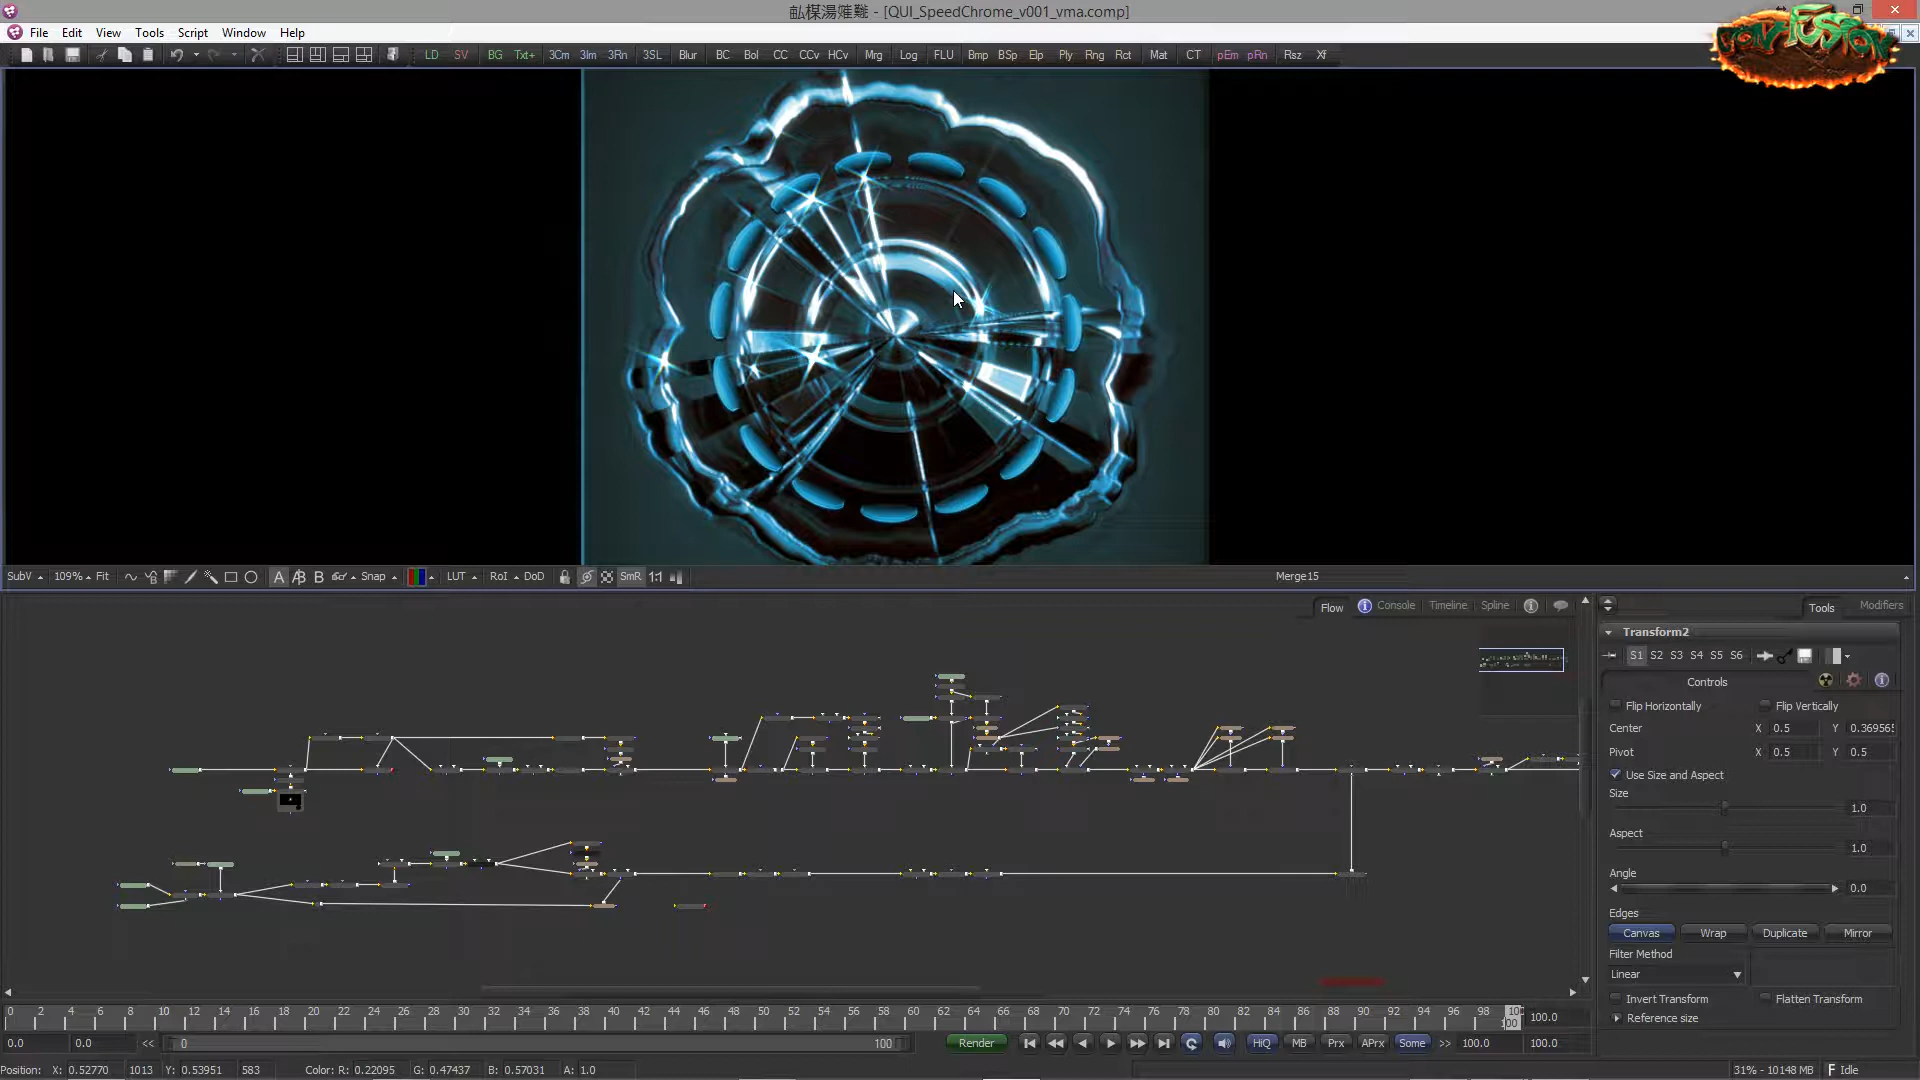 畆楳湯䈠摵獥 - [QUI_SpeedChrome_v001_vma.comp]
File Edit View Tools Script Window Help
LD SV BG Txt+ 3Cm 3Im 3Rn 3SL Blur BC Bol CC CCv HCv Mrg Log FLU Bmp BSp Elp Ply Rng Rct Mat CT pEm pRn Rsz Xf
SubV 109% Fit A B Snap LUT RoI DoD SmR 1:1 Merge15
Flow Console Timeline Spline
Tools Modifiers
Transform2
S1 S2 S3 S4 S5 S6
Controls
Flip Horizontally Flip Vertically
Center X 0.5 Y 0.369565
Pivot X 0.5 Y 0.5
Use Size and Aspect
Size
1.0
Aspect
1.0
Angle
0.0
Edges
Canvas Wrap Duplicate Mirror
Filter Method
Linear
Invert Transform Flatten Transform
Reference size
0 2 4 6 8 10 12 14 16 18 20 22 24 26 28 30 32 34 36 38 40 42 44 46 48 50 52 54 56 58 60 62 64 66 68 70 72 74 76 78 80 82 84 86 88 90 92 94 96 98 100 100.0
0.0 0.0 << 0 100 Render HiQ MB Prx APrx Some >> 100.0 100.0
Position: X: 0.52770 1013 Y: 0.53951 583 Color: R: 0.22095 G: 0.47437 B: 0.57031 A: 1.0 31% - 10148 MB Idle